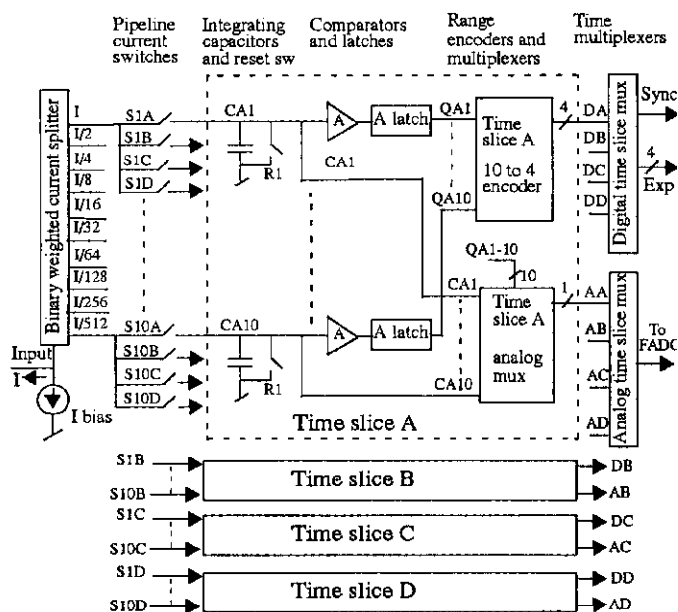 Pipeline current switches
Integrating capacitors and reset sw
Comparators and latches
Range encoders and multiplexers
Time multiplexers
Binary weighted current splitter
I
I/2
I/4
I/8
I/16
I/32
I/64
I/128
I/256
I/512
S1A
S1B
S1C
S1D
CA1
R1
A
A latch
CA1
QA1
QA10
Time slice A
10 to 4 encoder
4
DA
DB
DC
DD
Digital time slice mux
Sync
4
Exp
QA1-10
10
CA1
CA10
Time slice A
analog mux
1
AA
AB
AC
AD
Analog time slice mux
To FADC
S10A
S10B
S10C
S10D
CA10
R1
A
A latch
Input
I
I bias
Time slice A
S1B
S10B
Time slice B
DB
AB
S1C
S10C
Time slice C
DC
AC
S1D
S10D
Time slice D
DD
AD